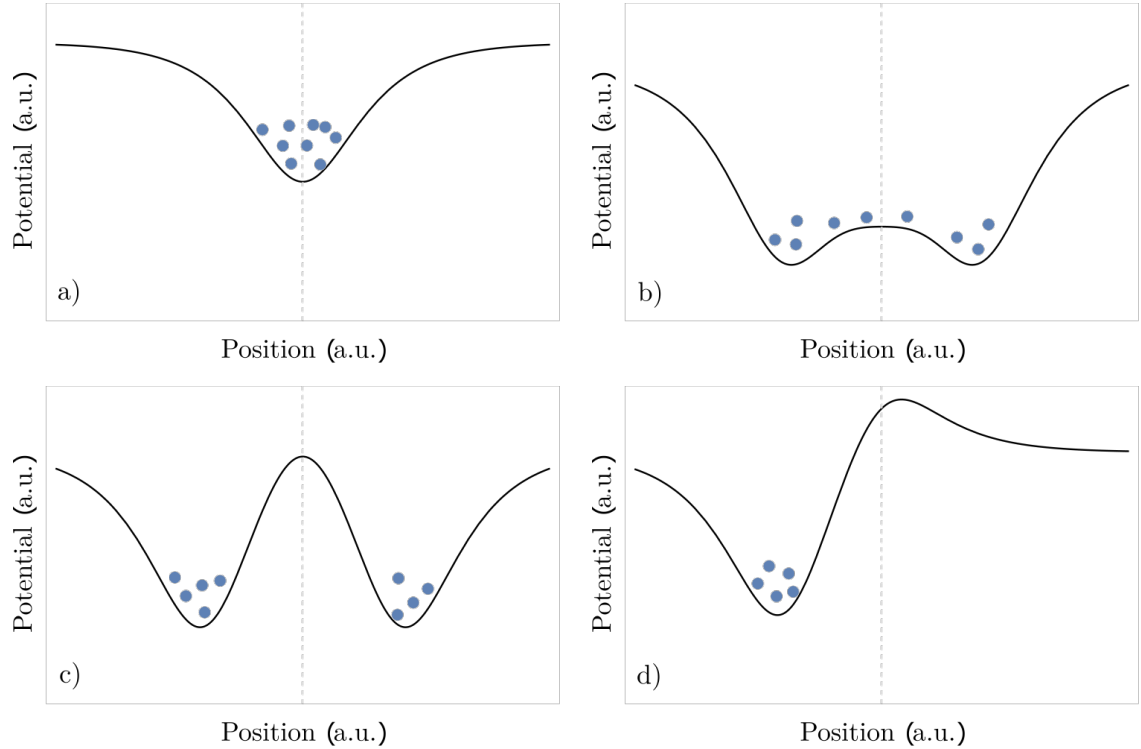 Potential (a.u.)
a)
Position (a.u.)
Potential (a.u.)
b)
Position (a.u.)
Potential (a.u.)
c)
Position (a.u.)
Potential (a.u.)
d)
Position (a.u.)